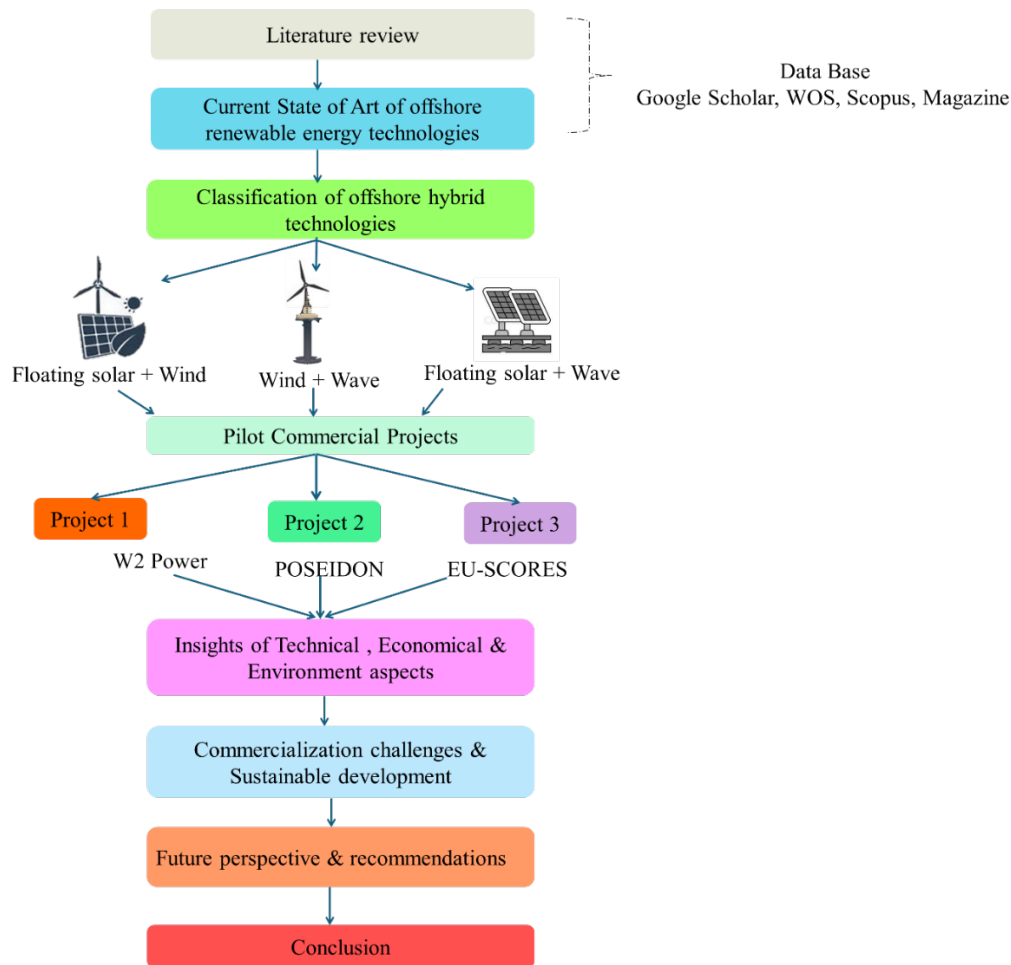 Literature review
Data Base
Google Scholar, WOS, Scopus, Magazine
Current State of Art of offshore
renewable energy technologies
Classification of offshore hybrid
technologies
Floating solar + Wind
Wind + Wave
Floating solar + Wave
Pilot Commercial Projects
Project 1
Project 2
Project 3
W2 Power
POSEIDON
EU-SCORES
Insights of Technical , Economical &
Environment aspects
Commercialization challenges &
Sustainable development
Future perspective & recommendations
Conclusion